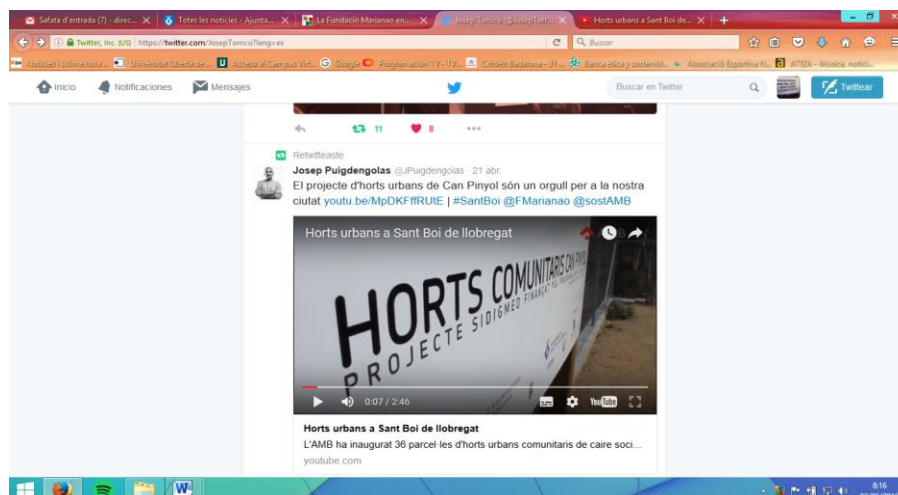 Safata d'entrada (7) - direc...
Totes les notícies - Ajunta...
La Fundació Marianao en...
Josep Torrico (@JosepTorr...
Horts urbans a Sant Boi de...
Twitter, Inc. (US)
https://twitter.com/JosepTorrico?lang=es
Buscar
Inicio
Notificaciones
Mensajes
Buscar en Twitter
Twittear
11
8
Retwitteaste
Josep Puigdengolas @JPuigdengolas · 21 abr.
El projecte d'horts urbans de Can Pinyol són un orgull per a la nostra
ciutat youtu.be/MpDKFffRUtE | #SantBoi @FMarianao @sostAMB
Horts urbans a Sant Boi de llobregat
HORTS COMUNITARIS CAN
PROJECTE SIDIGMED FINANÇAT PEL
0:07 / 2:46
YouTube
Horts urbans a Sant Boi de llobregat
L'AMB ha inaugurat 36 parcel·les d'horts urbans comunitaris de caire soci...
youtube.com
8:16